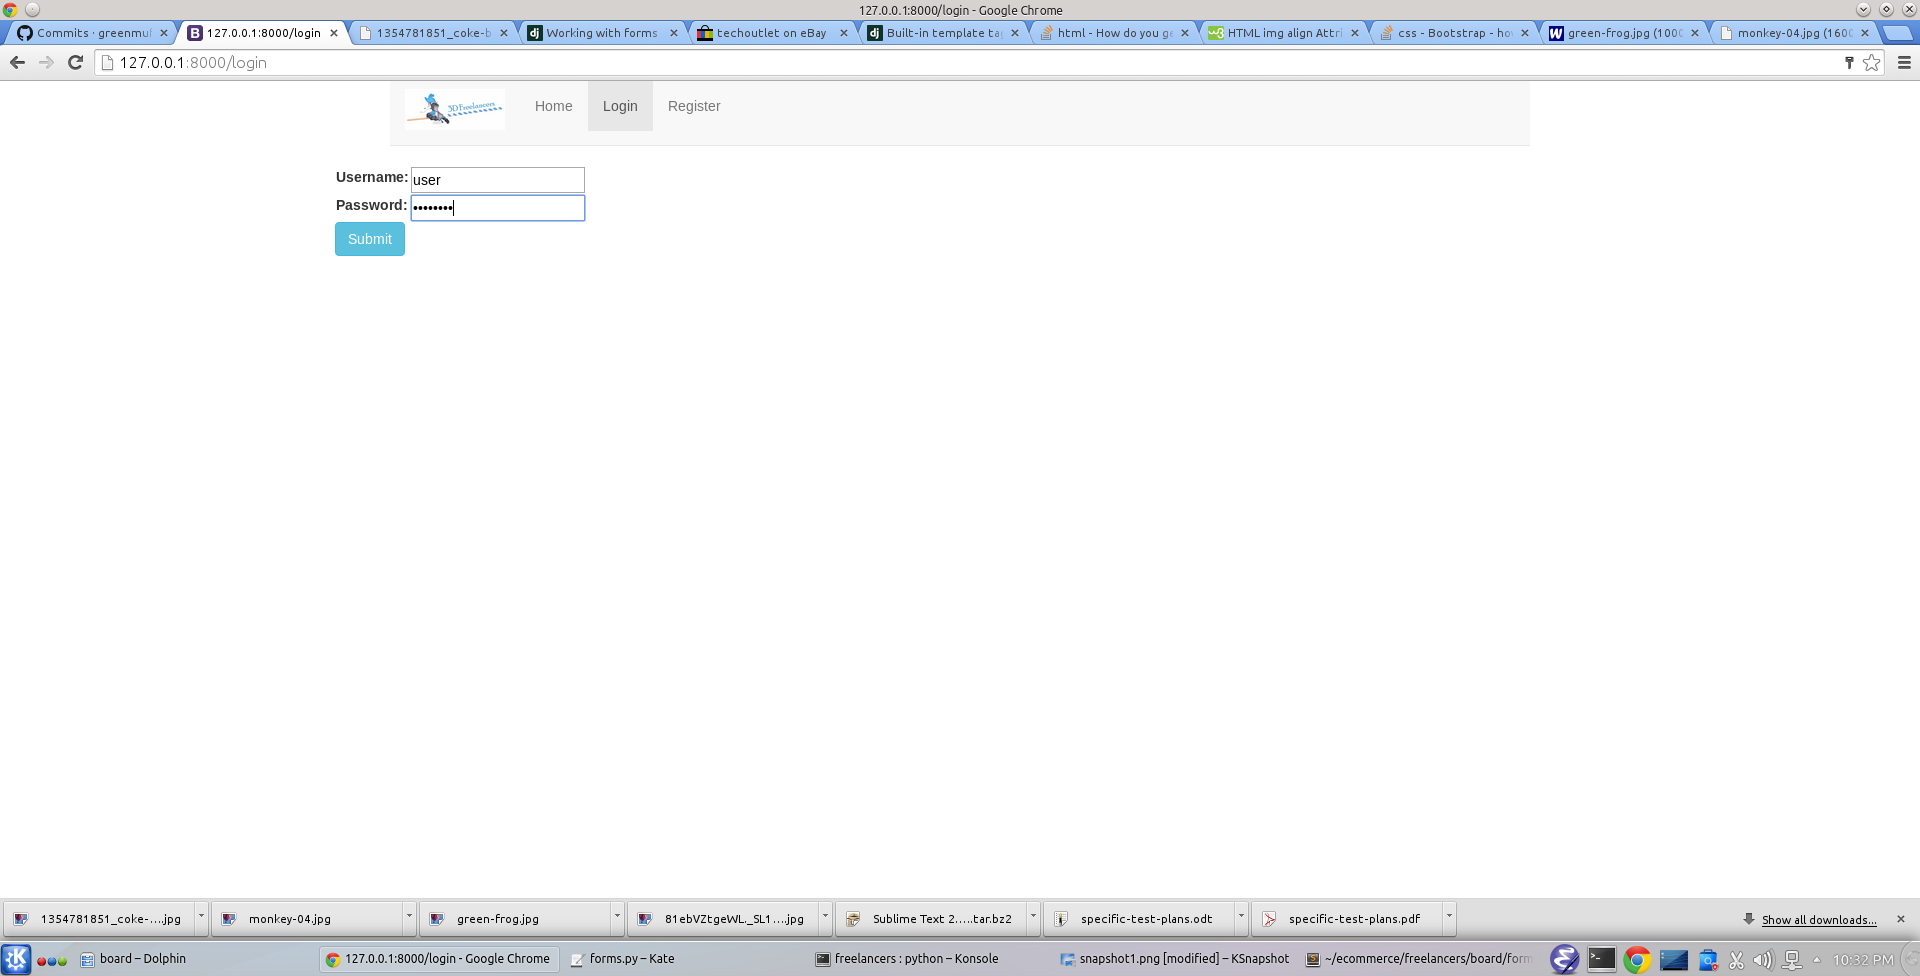 127.0.0.1:8000/login - Google Chrome
Commits · greenmu
127.0.0.1:8000/login
1354781851_coke-b
Working with forms
techoutlet on eBay
Built-in template ta
html - How do you g
HTML img align Attri
css - Bootstrap - ho
green-frog.jpg (100
monkey-04.jpg (160
127.0.0.1:8000/login
3DFreelancers
Home
Login
Register
Username:
user
Password:
••••••••
Submit
1354781851_coke-....jpg
monkey-04.jpg
green-frog.jpg
81ebVZtgeWL._SL1....jpg
Sublime Text 2.....tar.bz2
specific-test-plans.odt
specific-test-plans.pdf
Show all downloads...
board – Dolphin
127.0.0.1:8000/login - Google Chrome
forms.py – Kate
freelancers : python – Konsole
snapshot1.png [modified] – KSnapshot
~/ecommerce/freelancers/board/form
10:32 PM